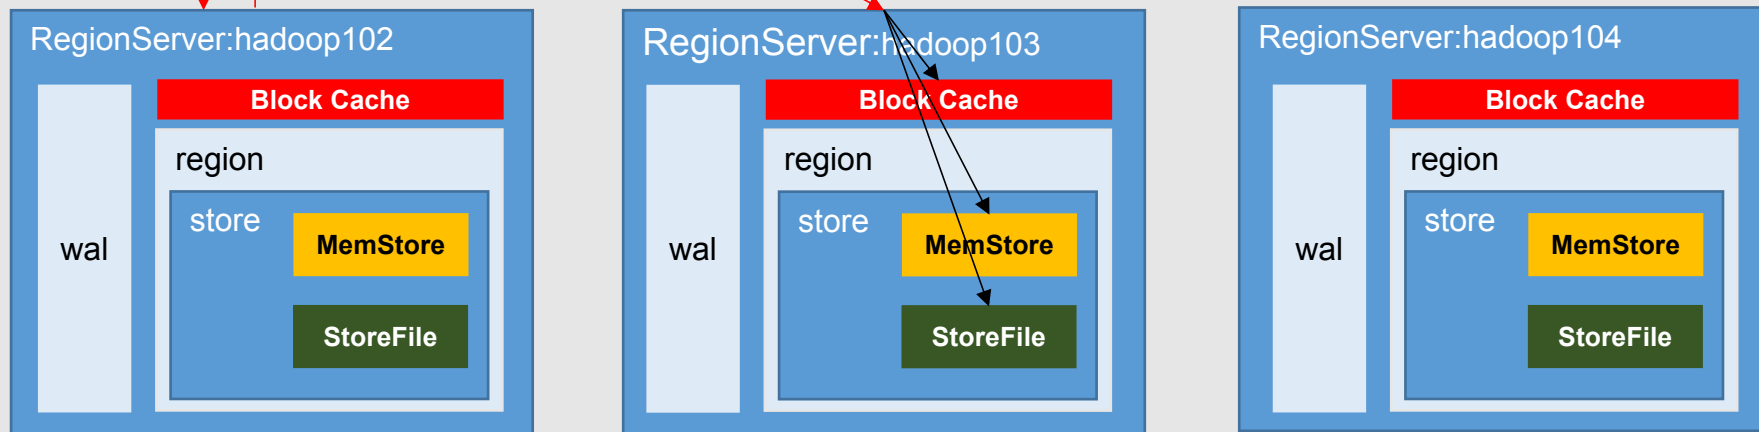 RegionServer:hadoop102
Block Cache
region
wal
store
MemStore
StoreFile
RegionServer:hadoop103
Block Cache
region
wal
store
MemStore
StoreFile
RegionServer:hadoop104
Block Cache
region
wal
store
MemStore
StoreFile